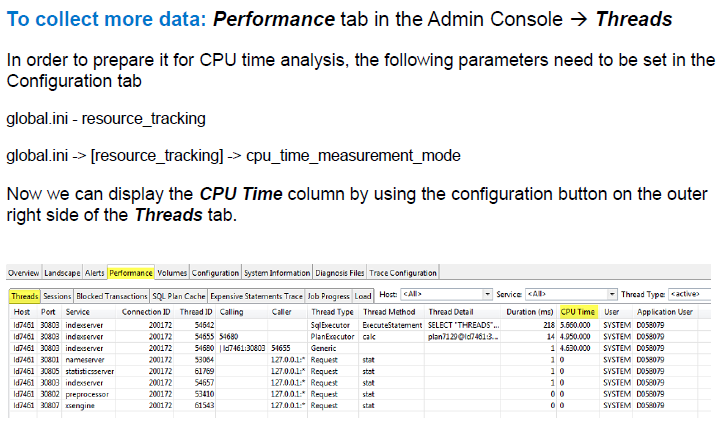 To collect more data: Performance tab in the Admin Console → Threads
In order to prepare it for CPU time analysis, the following parameters need to be set in the
Configuration tab
global.ini - resource_tracking
global.ini -> [resource_tracking] -> cpu_time_measurement_mode
Now we can display the CPU Time column by using the configuration button on the outer
right side of the Threads tab.
Overview Landscape Alerts Performance Volumes Configuration System Information Diagnosis Files Trace Configuration
Threads Sessions Blocked Transactions SQL Plan Cache Expensive Statements Trace Job Progress Load Host: <All> Service: <All> Thread Type: <active>
Host Port Service Connection ID Thread ID Calling Caller Thread Type Thread Method Thread Detail Duration (ms) CPU Time User Application User
ld7461 30803 indexserver 200172 54642 SqlExecutor ExecuteStatement SELECT "THREADS"... 218 5.660.000 SYSTEM D058079
ld7461 30803 indexserver 200172 54655 54680 PlanExecutor calc plan7129@ld7461:3... 14 4.950.000 SYSTEM D058079
ld7461 30803 indexserver 200172 54680 | ld7461:30803 54655 Generic 1 4.630.000 SYSTEM D058079
ld7461 30801 nameserver 200172 53064 127.0.0.1:* Request stat 1 0 SYSTEM D058079
ld7461 30805 statisticsserver 200172 61769 127.0.0.1:* Request stat 1 0 SYSTEM D058079
ld7461 30803 indexserver 200172 54657 127.0.0.1:* Request stat 1 0 SYSTEM D058079
ld7461 30802 preprocessor 200172 53410 127.0.0.1:* Request stat 0 0 SYSTEM D058079
ld7461 30807 xsengine 200172 61543 127.0.0.1:* Request stat 0 0 SYSTEM D058079